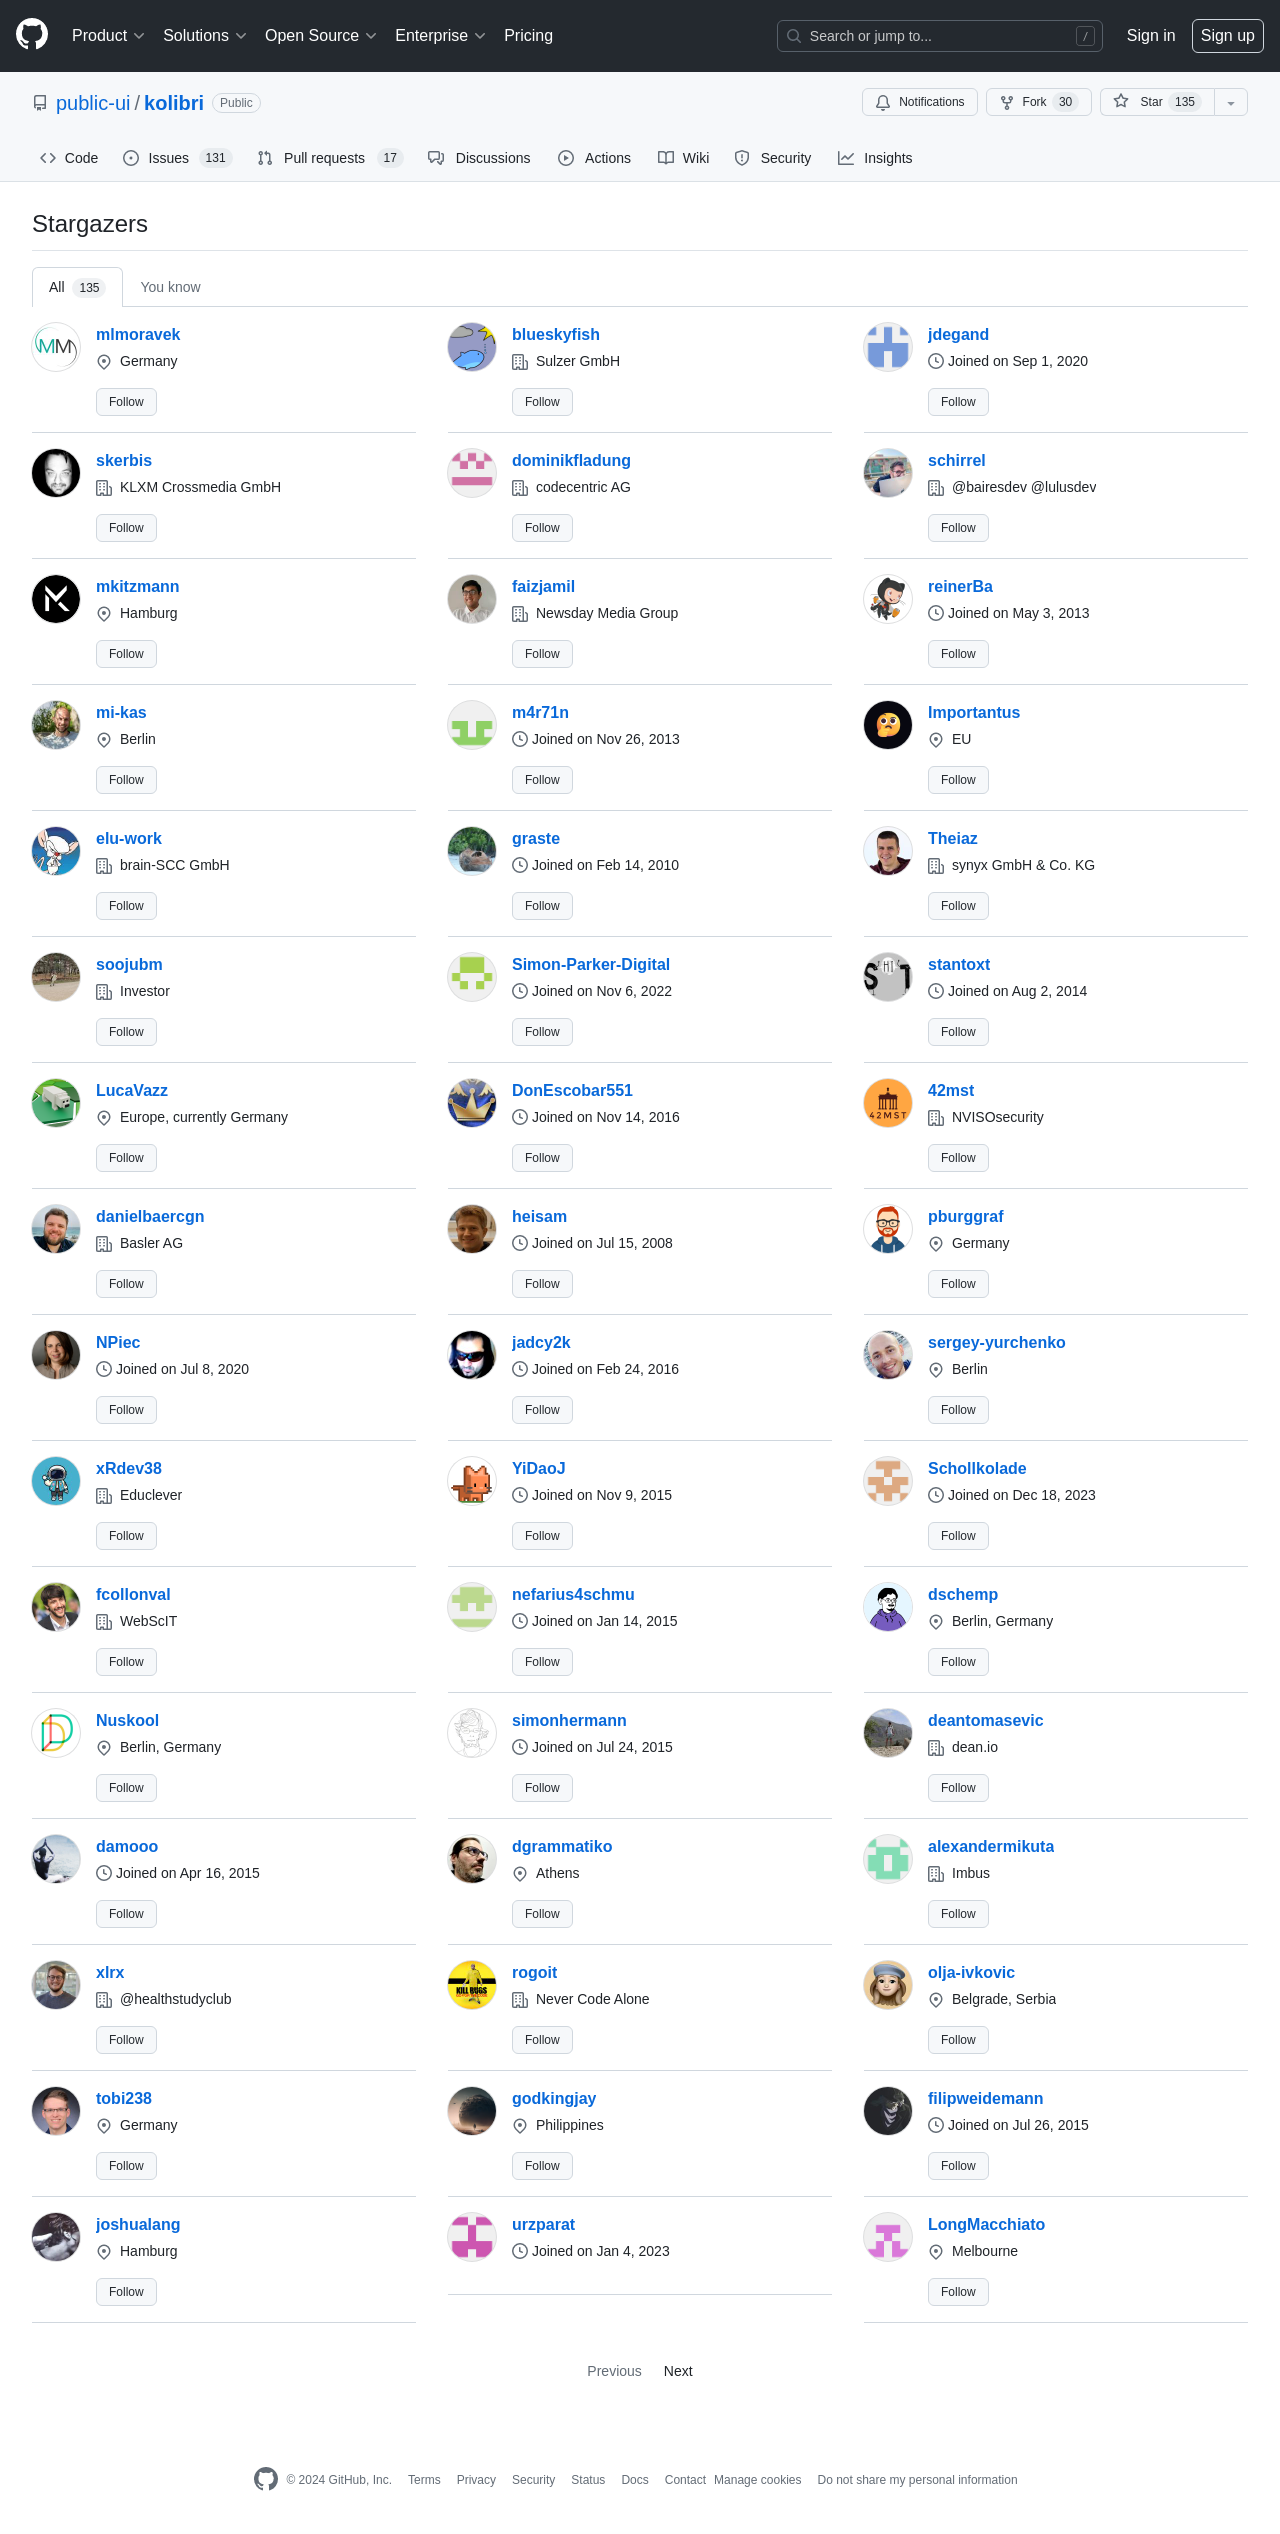 Product Solutions Open Source Enterprise Pricing Search or jump to... / Sign in Sign up
public-ui / kolibri Public Notifications Fork 30 Star 135
Code Issues 131 Pull requests 17 Discussions Actions Wiki Security Insights
Stargazers
All 135 You know
MM
mlmoravek
Germany
Follow
blueskyfish
Sulzer GmbH
Follow
jdegand
Joined on Sep 1, 2020
Follow
skerbis
KLXM Crossmedia GmbH
Follow
dominikfladung
codecentric AG
Follow
schirrel
@bairesdev @lulusdev
Follow
mkitzmann
Hamburg
Follow
faizjamil
Newsday Media Group
Follow
reinerBa
Joined on May 3, 2013
Follow
mi-kas
Berlin
Follow
m4r71n
Joined on Nov 26, 2013
Follow
Importantus
EU
Follow
elu-work
brain-SCC GmbH
Follow
graste
Joined on Feb 14, 2010
Follow
Theiaz
synyx GmbH & Co. KG
Follow
soojubm
Investor
Follow
Simon-Parker-Digital
Joined on Nov 6, 2022
Follow
stantoxt
Joined on Aug 2, 2014
Follow
LucaVazz
Europe, currently Germany
Follow
DonEscobar551
Joined on Nov 14, 2016
Follow
42MST
42mst
NVISOsecurity
Follow
danielbaercgn
Basler AG
Follow
heisam
Joined on Jul 15, 2008
Follow
pburggraf
Germany
Follow
NPiec
Joined on Jul 8, 2020
Follow
jadcy2k
Joined on Feb 24, 2016
Follow
sergey-yurchenko
Berlin
Follow
xRdev38
Educlever
Follow
YiDaoJ
Joined on Nov 9, 2015
Follow
Schollkolade
Joined on Dec 18, 2023
Follow
fcollonval
WebScIT
Follow
nefarius4schmu
Joined on Jan 14, 2015
Follow
dschemp
Berlin, Germany
Follow
Nuskool
Berlin, Germany
Follow
simonhermann
Joined on Jul 24, 2015
Follow
deantomasevic
dean.io
Follow
damooo
Joined on Apr 16, 2015
Follow
dgrammatiko
Athens
Follow
alexandermikuta
Imbus
Follow
xlrx
@healthstudyclub
Follow
KILL BUGS
rogoit
Never Code Alone
Follow
olja-ivkovic
Belgrade, Serbia
Follow
tobi238
Germany
Follow
godkingjay
Philippines
Follow
filipweidemann
Joined on Jul 26, 2015
Follow
joshualang
Hamburg
Follow
urzparat
Joined on Jan 4, 2023
LongMacchiato
Melbourne
Follow
Previous Next
© 2024 GitHub, Inc. Terms Privacy Security Status Docs Contact Manage cookies Do not share my personal information